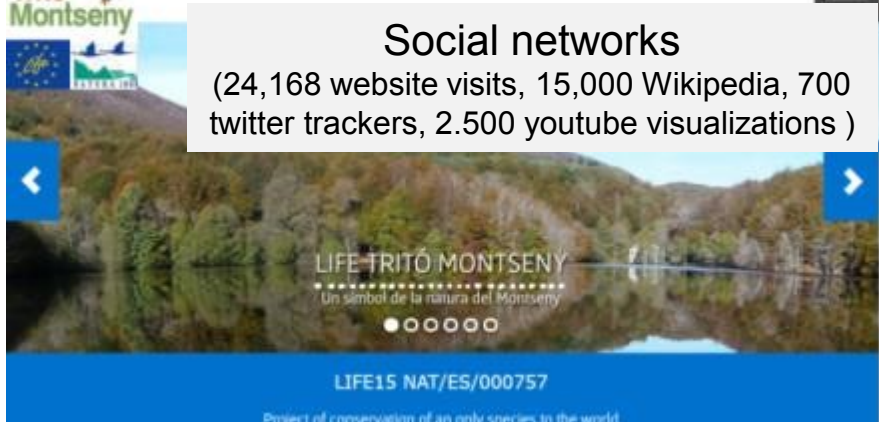 Montseny
Social networks
(24,168 website visits, 15,000 Wikipedia, 700
twitter trackers, 2.500 youtube visualizations )
LIFE TRITÓ MONTSENY
Un símbol de la natura del Montseny
LIFE15 NAT/ES/000757
Project of conservation of an only species to the world